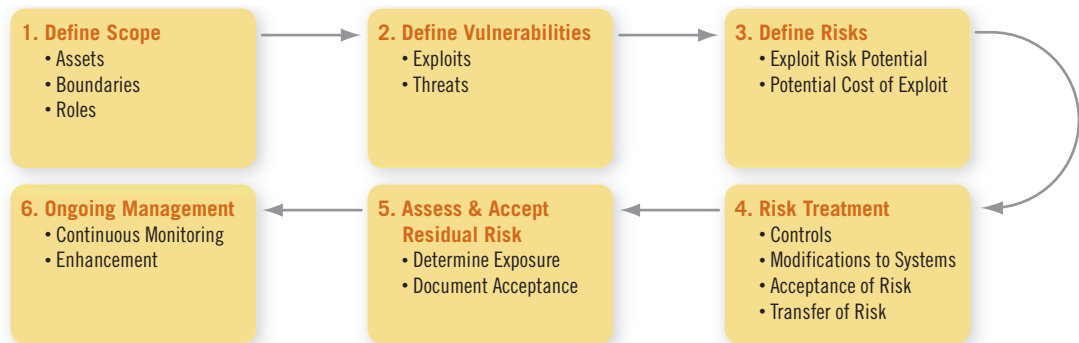 1. Define Scope
• Assets
• Boundaries
• Roles
2. Define Vulnerabilities
• Exploits
• Threats
3. Define Risks
• Exploit Risk Potential
• Potential Cost of Exploit
4. Risk Treatment
• Controls
• Modifications to Systems
• Acceptance of Risk
• Transfer of Risk
5. Assess & Accept
Residual Risk
• Determine Exposure
• Document Acceptance
6. Ongoing Management
• Continuous Monitoring
• Enhancement